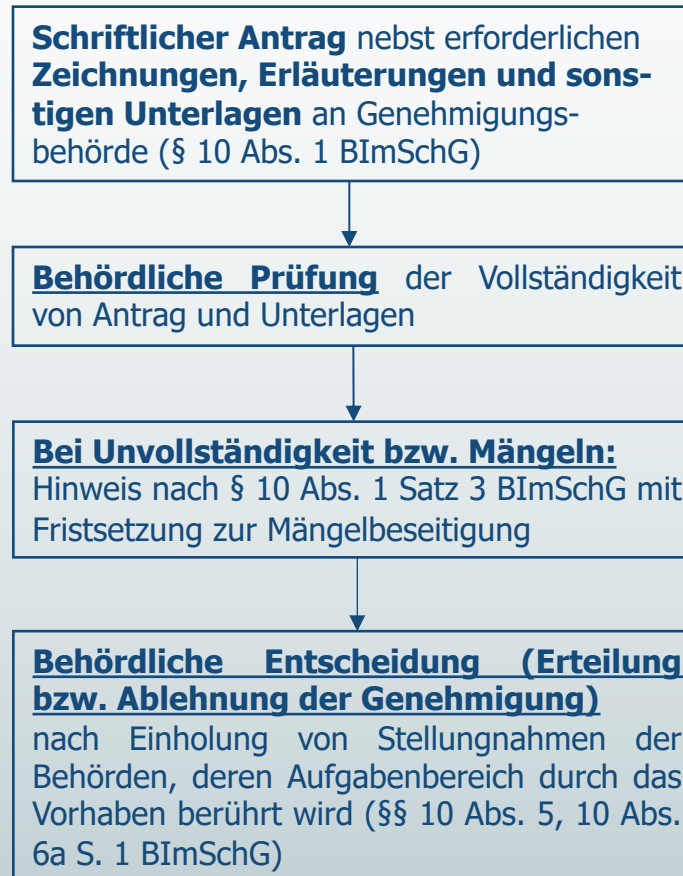 Schriftlicher Antrag nebst erforderlichen
Zeichnungen, Erläuterungen und sons-
tigen Unterlagen an Genehmigungs-
behörde (§ 10 Abs. 1 BImSchG)
Behördliche Prüfung der Vollständigkeit
von Antrag und Unterlagen
Bei Unvollständigkeit bzw. Mängeln:
Hinweis nach § 10 Abs. 1 Satz 3 BImSchG mit
Fristsetzung zur Mängelbeseitigung
Behördliche Entscheidung (Erteilung
bzw. Ablehnung der Genehmigung)
nach Einholung von Stellungnahmen der
Behörden, deren Aufgabenbereich durch das
Vorhaben berührt wird (§§ 10 Abs. 5, 10 Abs.
6a S. 1 BImSchG)